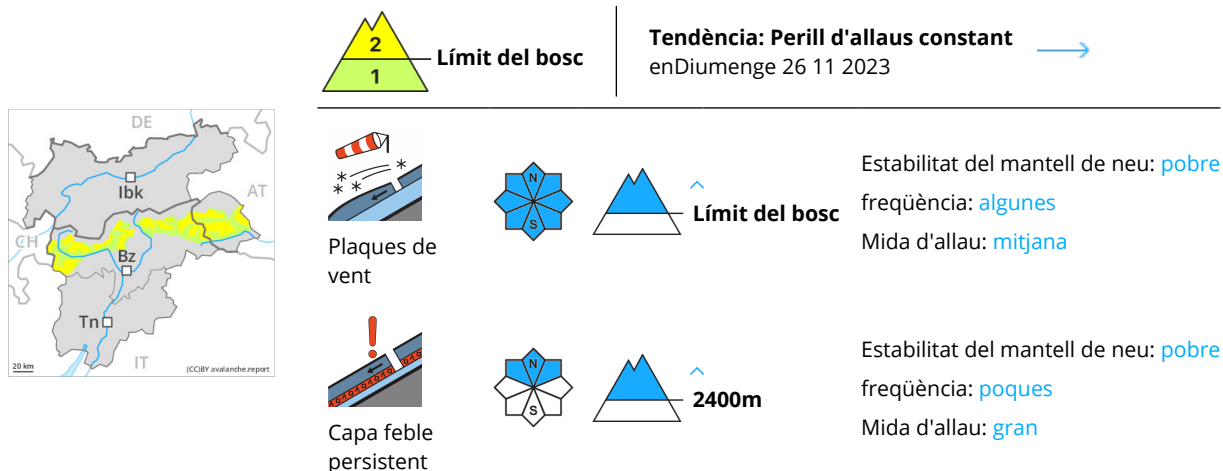 2
1
Límit del bosc
Tendència: Perill d'allaus constant
enDiumenge 26 11 2023
DE
Ibk
AT
CH
Bz
Tn
IT
20 km
(CC)BY avalanche.report
Plaques de
vent
N
S
Límit del bosc
Estabilitat del mantell de neu: pobre
freqüència: algunes
Mida d'allau: mitjana
Capa feble
persistent
N
S
2400m
Estabilitat del mantell de neu: pobre
freqüència: poques
Mida d'allau: gran